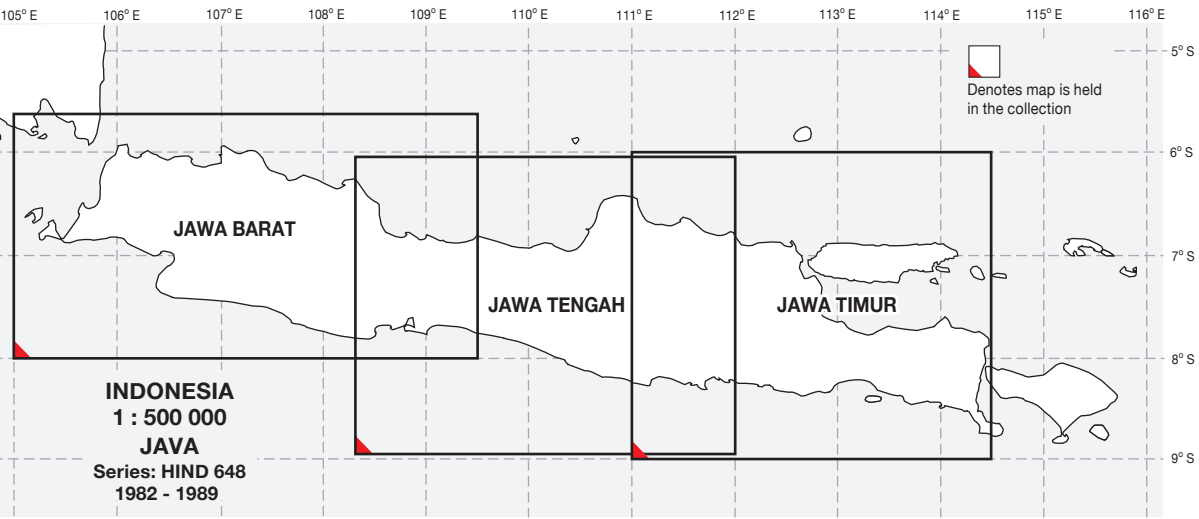 105° E 106° E 107° E 108° E 109° E 110° E 111° E 112° E 113° E 114° E 115° E 116° E
5° S
Denotes map is held
in the collection
6° S
JAWA BARAT
7° S
JAWA TENGAH
JAWA TIMUR
8° S
INDONESIA
1 : 500 000
JAVA
Series: HIND 648
1982 - 1989
9° S